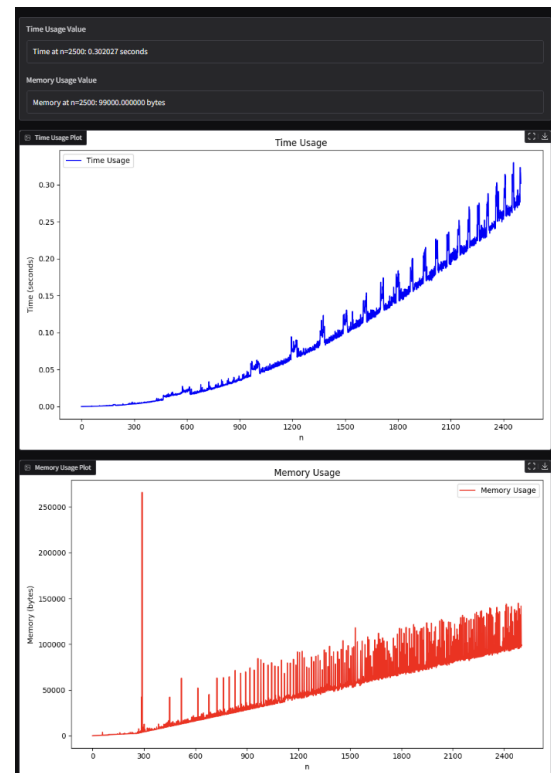 Time Usage Value
Time at n=2500: 0.302027 seconds
Memory Usage Value
Memory at n=2500: 99000.000000 bytes
Time Usage Plot
Time Usage
Time Usage
0.30
0.25
0.20
0.15
0.10
0.05
0.00
Time (seconds)
0 300 600 900 1200 1500 1800 2100 2400
n
Memory Usage Plot
Memory Usage
Memory Usage
250000
200000
150000
100000
50000
0
Memory (bytes)
0 300 600 900 1200 1500 1800 2100 2400
n